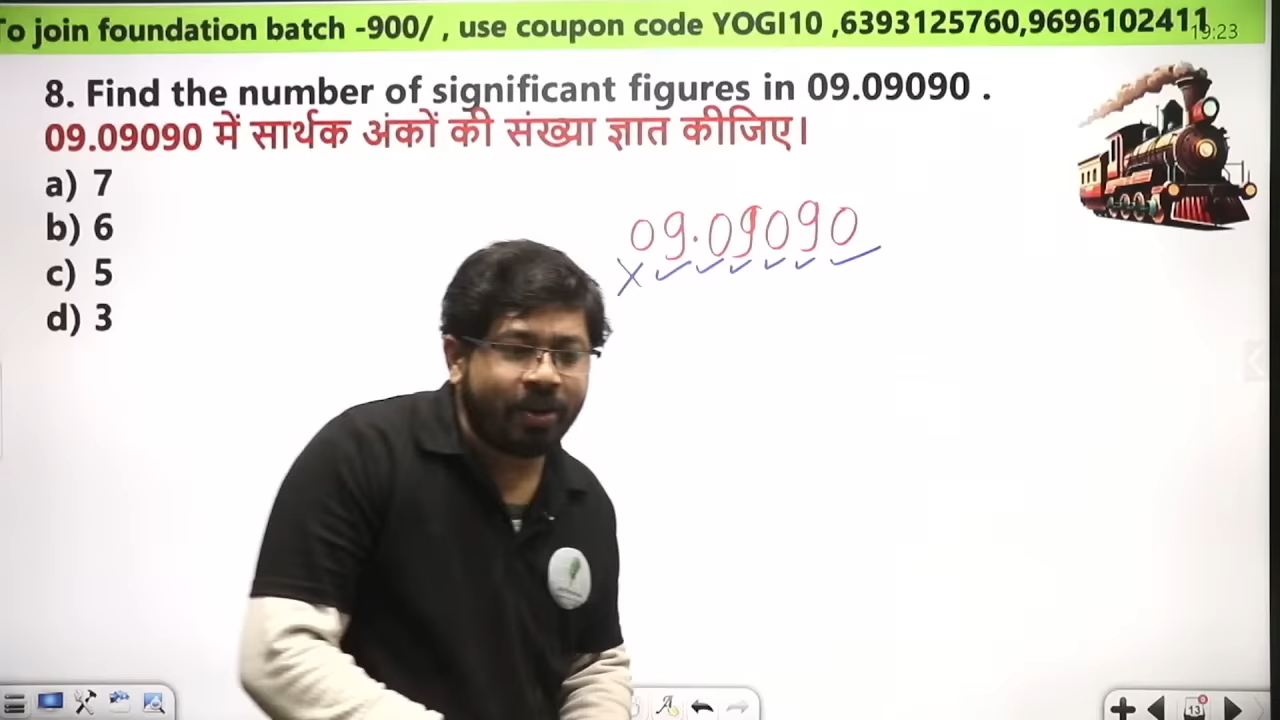 To join foundation batch -900/ , use coupon code YOGI10 ,6393125760,9696102411
19:23
8. Find the number of significant figures in 09.09090 .
09.09090 में सार्थक अंकों की संख्या ज्ञात कीजिए।
a) 7
b) 6
c) 5
d) 3
09.09090
13